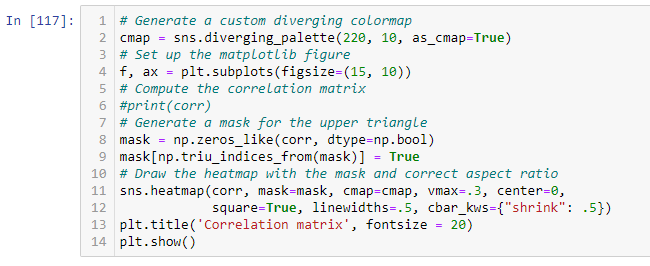 In [117]:
1 # Generate a custom diverging colormap
2 cmap = sns.diverging_palette(220, 10, as_cmap=True)
3 # Set up the matplotlib figure
4 f, ax = plt.subplots(figsize=(15, 10))
5 # Compute the correlation matrix
6 #print(corr)
7 # Generate a mask for the upper triangle
8 mask = np.zeros_like(corr, dtype=np.bool)
9 mask[np.triu_indices_from(mask)] = True
10 # Draw the heatmap with the mask and correct aspect ratio
11 sns.heatmap(corr, mask=mask, cmap=cmap, vmax=.3, center=0,
12             square=True, linewidths=.5, cbar_kws={"shrink": .5})
13 plt.title('Correlation matrix', fontsize = 20)
14 plt.show()